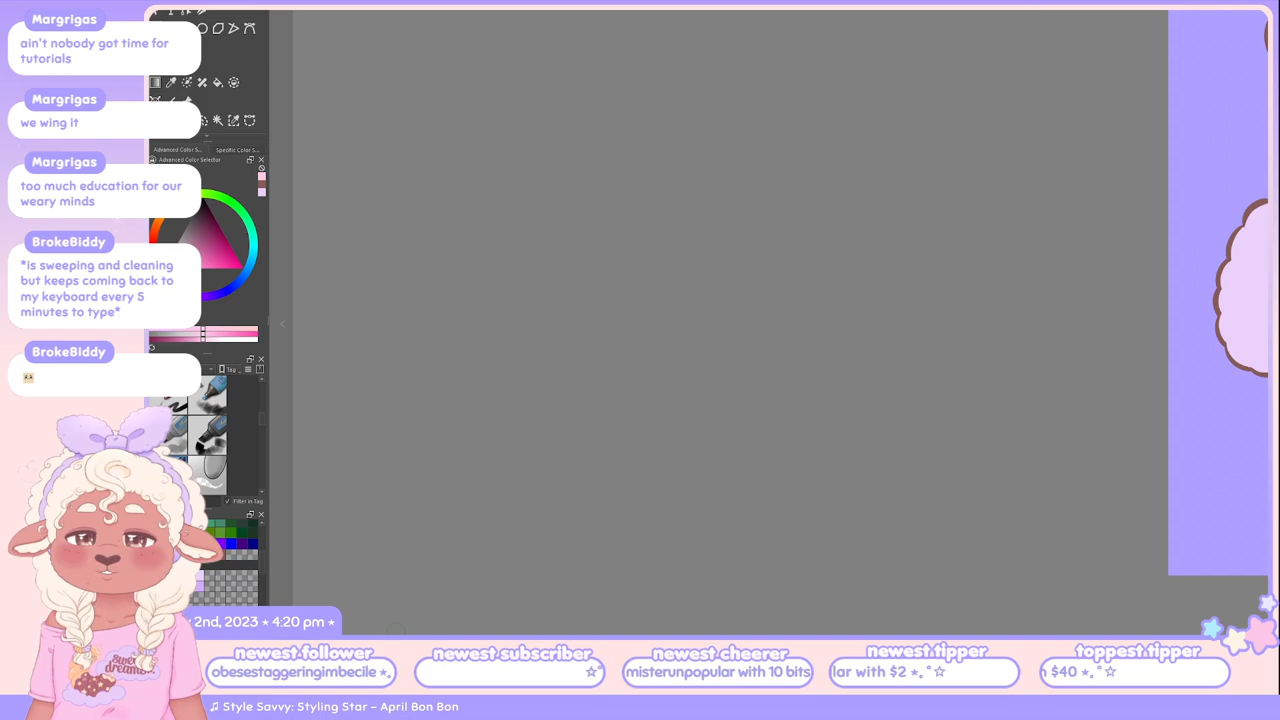 Margrigas
ain't nobody got time for
tutorials
Margrigas
we wing it
Margrigas
too much education for our
weary minds
BrokeBiddy
*is sweeping and cleaning
but keeps coming back to
my keyboard every 5
minutes to type*
BrokeBiddy
Advanced Color S...
Specific Color S...
Advanced Color Selector
Tag
Filter in Tag
2nd, 2023 ⋆ 4:20 pm ⋆
newest follower
obesestaggeringimbecile ⋆｡
newest subscriber
☆
newest cheerer
misterunpopular with 10 bits
newest tipper
lar with $2 ⋆｡˚☆
toppest tipper
$40 ⋆｡˚☆
sweet
dreams
♫ Style Savvy: Styling Star – April Bon Bon